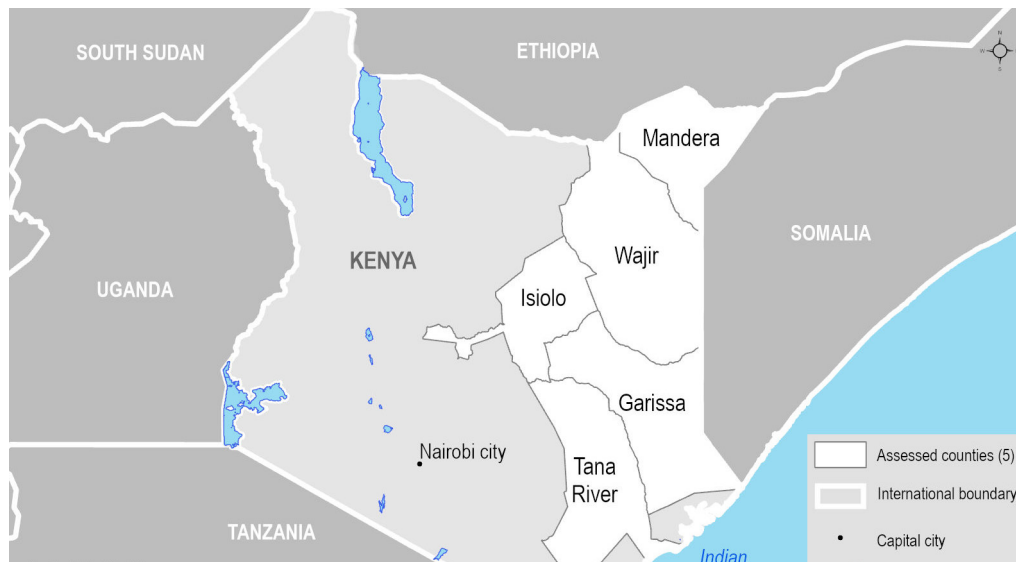 SOUTH SUDAN
ETHIOPIA
N
S
Mandera
SOMALIA
Wajir
KENYA
UGANDA
Isiolo
Garissa
Nairobi city
Tana
River
TANZANIA
Indian
Assessed counties (5)
International boundary
Capital city